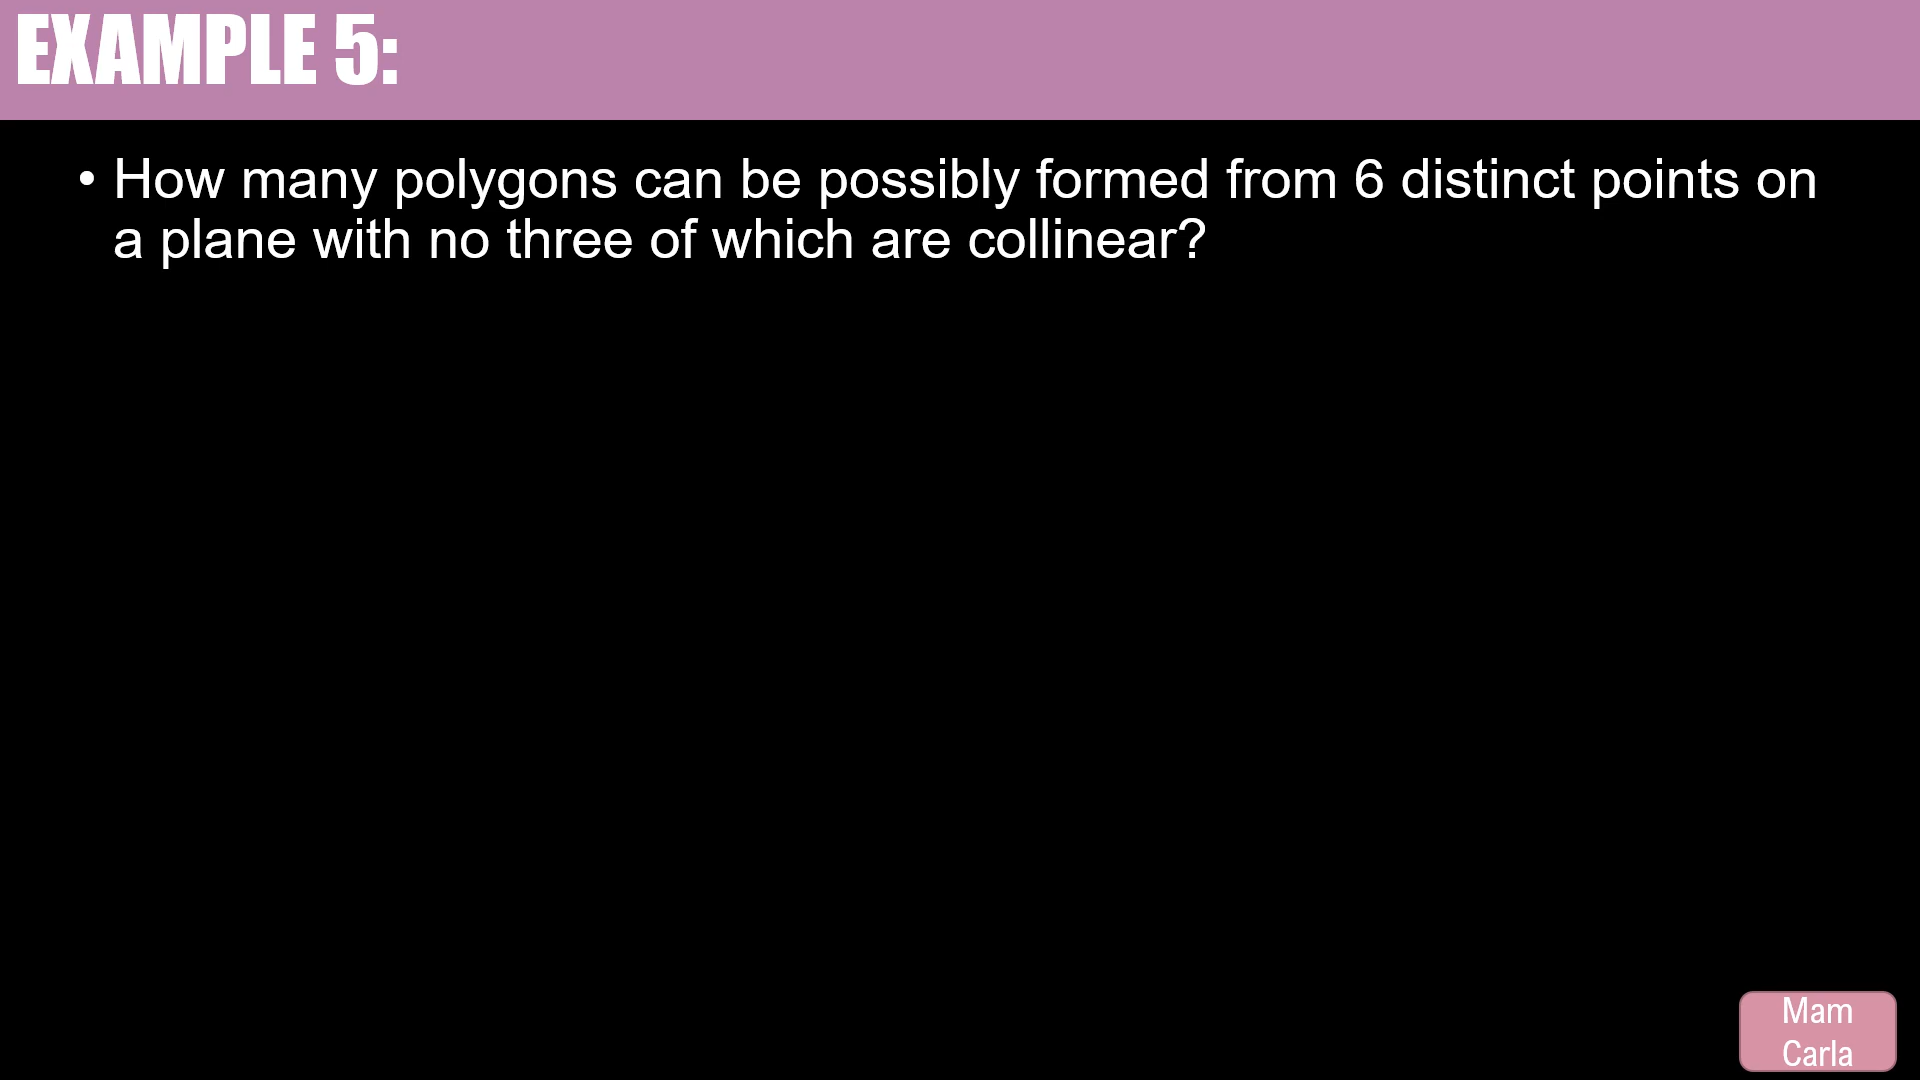 EXAMPLE 5:
• How many polygons can be possibly formed from 6 distinct points on
a plane with no three of which are collinear?
Mam
Carla